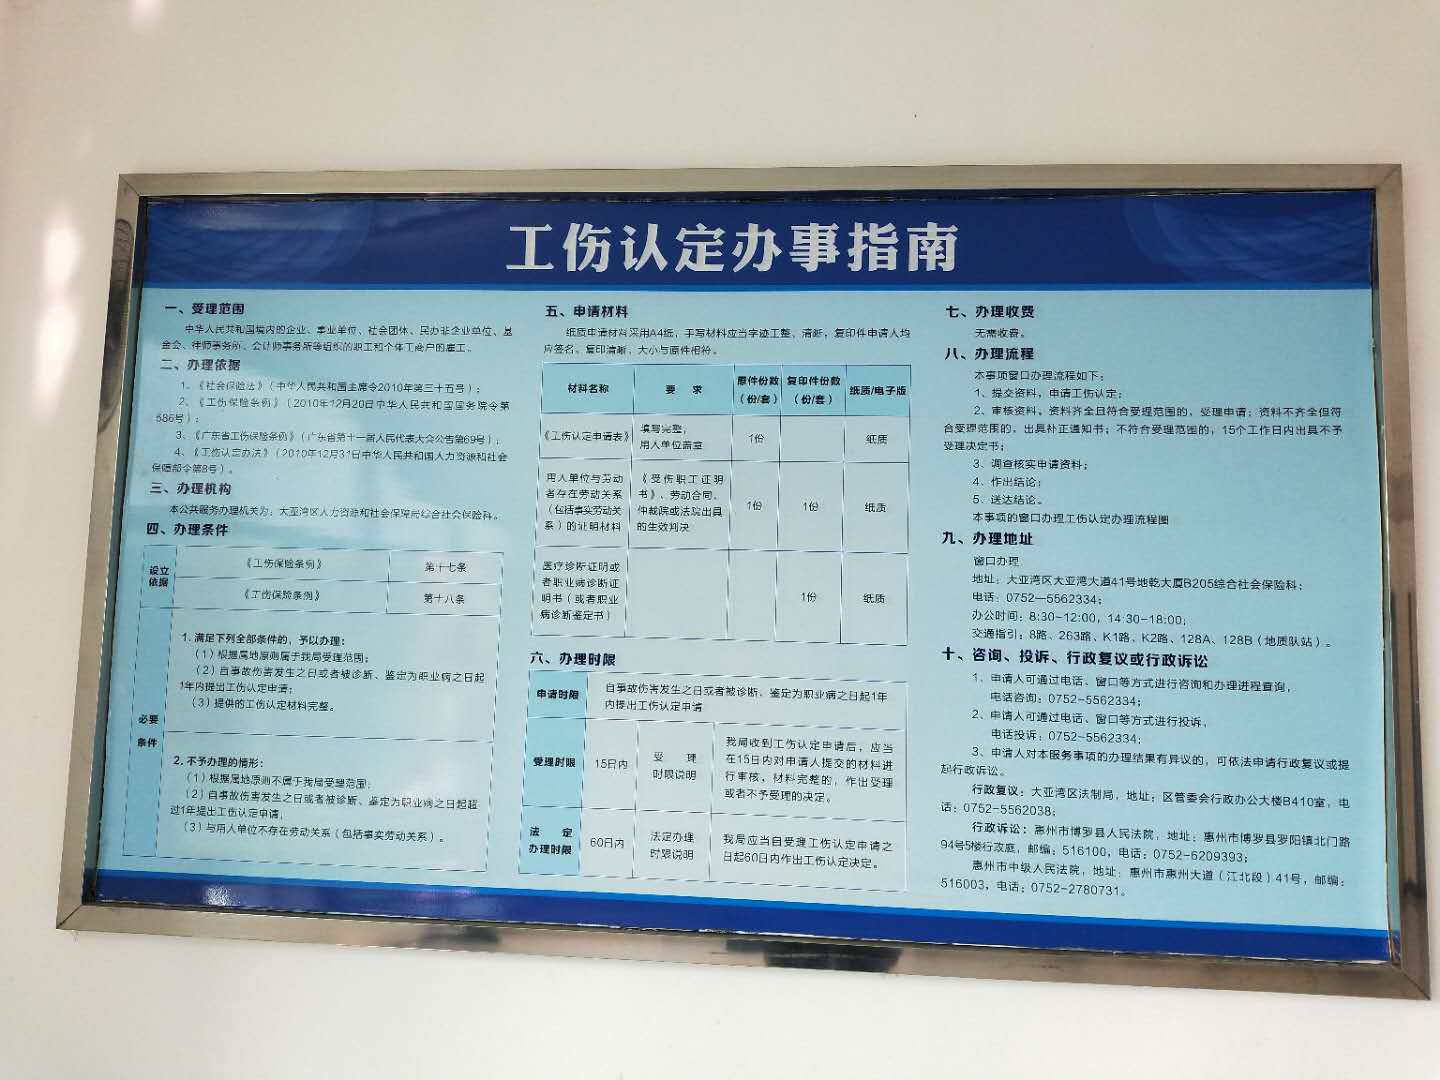 工伤认定办事指南
一、受理范围
中华人民共和国境内的企业、事业单位、社会团体、民办非企业单位、基
金会、律师事务所、会计师事务所等组织的职工和个体工商户的雇工。
二、办理依据
1、《社会保险法》（中华人民共和国主席令2010年第三十五号）；
2、《工伤保险条例》（2010年12月20日中华人民共和国国务院令第
586号）；
3、《广东省工伤保险条例》（广东省第十一届人民代表大会公告第69号）；
4、《工伤认定办法》（2010年12月31日中华人民共和国人力资源和社会
保障部令第8号）。
三、办理机构
本公共服务办理机关为：大亚湾区人力资源和社会保障局综合社会保险科。
四、办理条件
设立
依据
《工伤保险条例》
第十七条
《工伤保险条例》
第十八条
必要
条件
1. 满足下列全部条件的，予以办理：
（1）根据属地原则属于我局受理范围；
（2）自事故伤害发生之日或者被诊断、鉴定为职业病之日起
1年内提出工伤认定申请；
（3）提供的工伤认定材料完整。
2. 不予办理的情形：
（1）根据属地原则不属于我局受理范围；
（2）自事故伤害发生之日或者被诊断、鉴定为职业病之日起超
过1年提出工伤认定申请，
（3）与用人单位不存在劳动关系（包括事实劳动关系）。
五、申请材料
纸质申请材料采用A4纸，手写材料应当字迹工整、清晰，复印件申请人均
应签名、复印清晰，大小与原件相符。
材料名称
要 求
原件份数
（份/套）
复印件份数
（份/套）
纸质/电子版
《工伤认定申请表》
填写完整；
用人单位盖章
1份
纸质
用人单位与劳动
者存在劳动关系
（包括事实劳动关
系）的证明材料
《受伤职工证明
书》、劳动合同、
仲裁院或法院出具
的生效判决
1份
1份
纸质
医疗诊断证明或
者职业病诊断证
明书（或者职业
病诊断鉴定书）
1份
纸质
六、办理时限
申请时限
自事故伤害发生之日或者被诊断、鉴定为职业病之日起1年
内提出工伤认定申请
受理时限
15日内
受 理
时限说明
我局收到工伤认定申请后，应当
在15日内对申请人提交的材料进
行审核，材料完整的，作出受理
或者不予受理的决定。
法 定
办理时限
60日内
法定办理
时限说明
我局应当自受理工伤认定申请之
日起60日内作出工伤认定决定。
七、办理收费
无需收费。
八、办理流程
本事项窗口办理流程如下：
1、提交资料，申请工伤认定；
2、审核资料。资料齐全且符合受理范围的，受理申请；资料不齐全但符
合受理范围的，出具补正通知书；不符合受理范围的，15个工作日内出具不予
受理决定书；
3、调查核实申请资料；
4、作出结论；
5、送达结论。
本事项的窗口办理工伤认定办理流程图
九、办理地址
窗口办理
地址：大亚湾区大亚湾大道41号地乾大厦B205综合社会保险科；
电话：0752—5562334；
办公时间：8:30-12:00，14:30-18:00；
交通指引：8路、263路、K1路、K2路、128A、128B（地质队站）。
十、咨询、投诉、行政复议或行政诉讼
1、申请人可通过电话、窗口等方式进行咨询和办理进程查询，
电话咨询：0752-5562334；
2、申请人可通过电话、窗口等方式进行投诉，
电话投诉：0752-5562334；
3、申请人对本服务事项的办理结果有异议的，可依法申请行政复议或提
起行政诉讼。
行政复议：大亚湾区法制局，地址：区管委会行政办公大楼B410室，电
话：0752-5562038；
行政诉讼：惠州市博罗县人民法院，地址：惠州市博罗县罗阳镇北门路
94号5楼行政庭，邮编：516100，电话：0752-6209393；
惠州市中级人民法院，地址：惠州市惠州大道（江北段）41号，邮编：
516003，电话：0752-2780731。